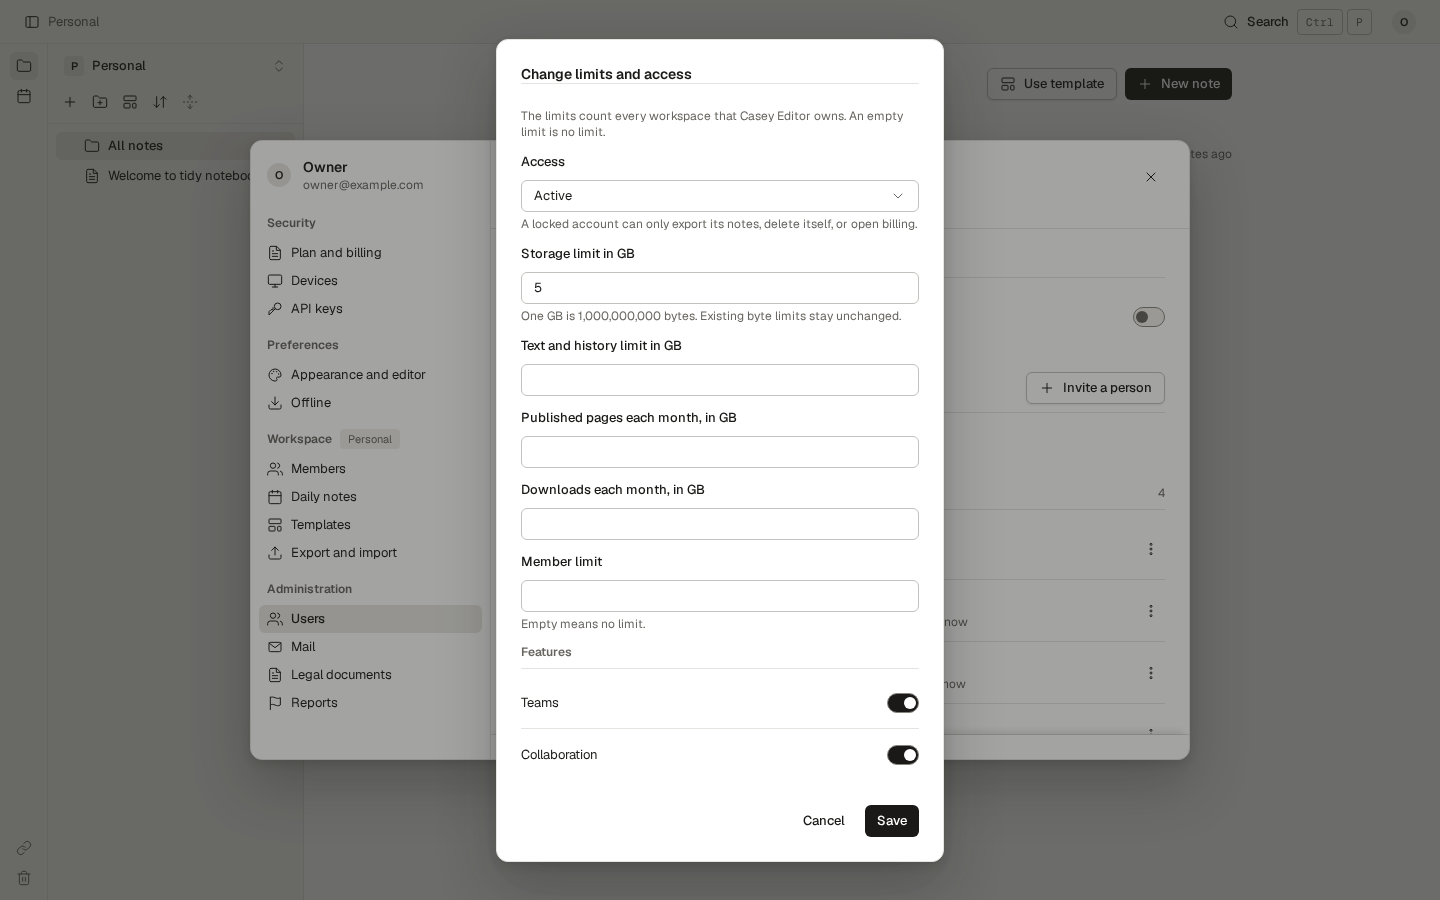 Personal
Search
Ctrl
P
O
P
Personal
Use template
New note
All notes
Welcome to tidy noteboo
tes ago
Owner
O
owner@example.com
Security
Plan and billing
Devices
API keys
Preferences
Appearance and editor
Offline
Workspace
Personal
Members
Daily notes
Templates
Export and import
Administration
Users
Mail
Legal documents
Reports
Invite a person
4
now
now
Change limits and access
The limits count every workspace that Casey Editor owns. An empty
limit is no limit.
Access
Active
A locked account can only export its notes, delete itself, or open billing.
Storage limit in GB
5
One GB is 1,000,000,000 bytes. Existing byte limits stay unchanged.
Text and history limit in GB
Published pages each month, in GB
Downloads each month, in GB
Member limit
Empty means no limit.
Features
Teams
Collaboration
Cancel
Save